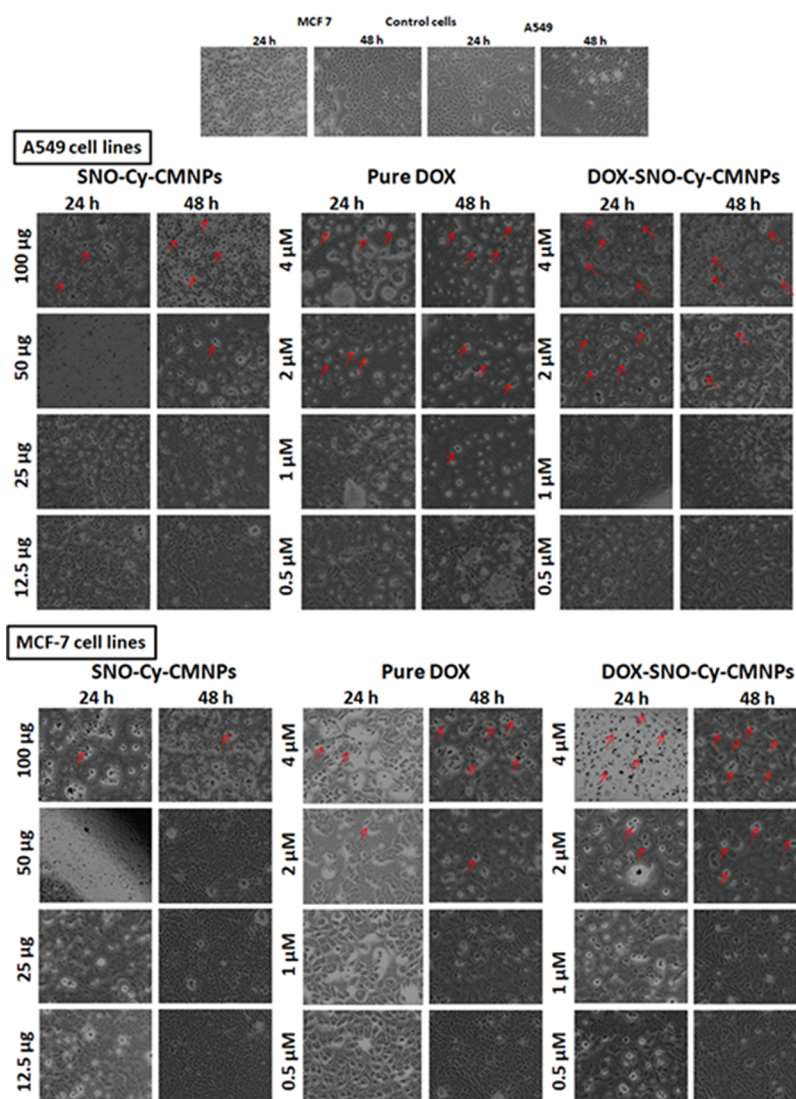 MCF 7 Control cells A549
24 h 48 h 24 h 48 h
A549 cell lines
SNO-Cy-CMNPs Pure DOX DOX-SNO-Cy-CMNPs
24 h 48 h 24 h 48 h 24 h 48 h
100 µg 4 µM 4 µM
50 µg 2 µM 2 µM
25 µg 1 µM 1 µM
12.5 µg 0.5 µM 0.5 µM
MCF-7 cell lines
SNO-Cy-CMNPs Pure DOX DOX-SNO-Cy-CMNPs
24 h 48 h 24 h 48 h 24 h 48 h
100 µg 4 µM 4 µM
50 µg 2 µM 2 µM
25 µg 1 µM 1 µM
12.5 µg 0.5 µM 0.5 µM